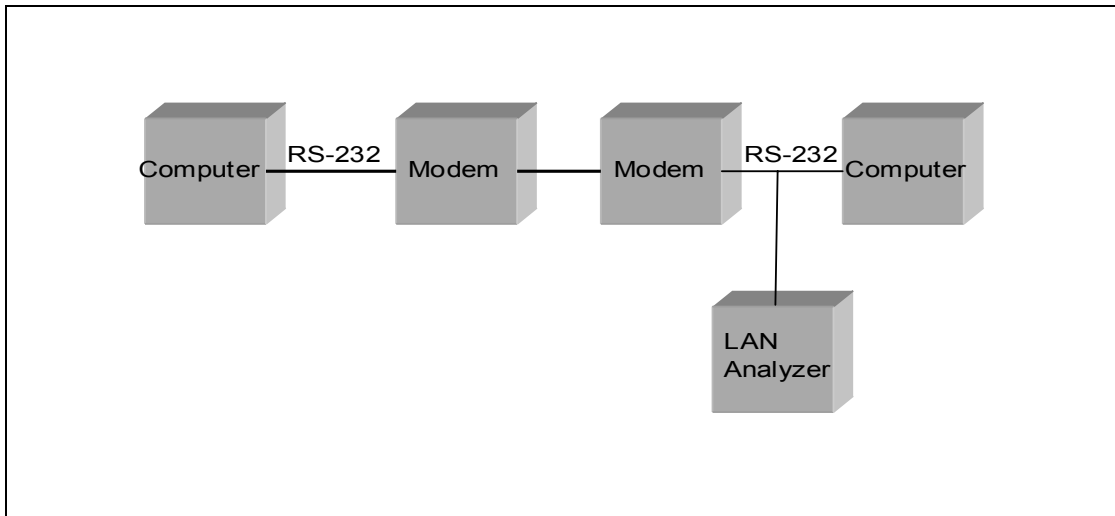 RS-232
RS-232
Computer
Modem
Modem
Computer
LAN
Analyzer